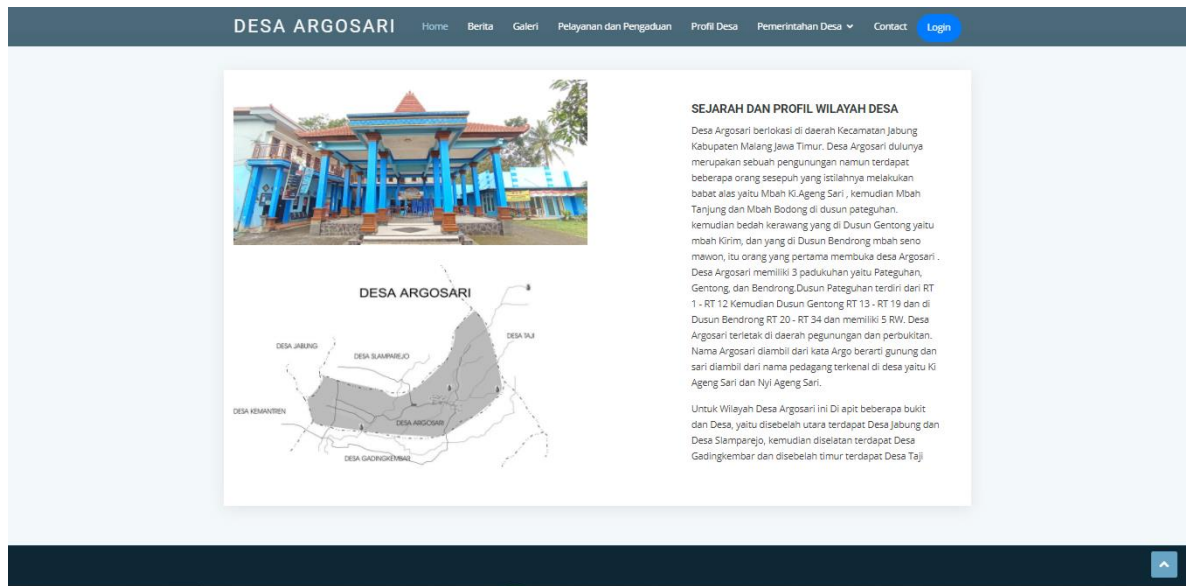 DESA ARGOSARI Home Berita Galeri Pelayanan dan Pengaduan Profil Desa Pemerintahan Desa Contact Login
DESA ARGOSARI
DESA TAJI
DESA JABUNG
DESA SLAMPAREJO
DESA KEMANTREN
DESA ARGOSARI
DESA GADINGKEMBAR
SEJARAH DAN PROFIL WILAYAH DESA
Desa Argosari berlokasi di daerah Kecamatan Jabung
Kabupaten Malang Jawa Timur. Desa Argosari dulunya
merupakan sebuah pengunungan namun terdapat
beberapa orang sesepuh yang istilahnya melakukan
babat alas yaitu Mbah Ki.Ageng Sari , kemudian Mbah
Tanjung dan Mbah Bodong di dusun pateguhan.
kemudian bedah kerawang yang di Dusun Gentong yaitu
mbah Kirim, dan yang di Dusun Bendrong mbah seno
mawon, itu orang yang pertama membuka desa Argosari .
Desa Argosari memiliki 3 padukuhan yaitu Pateguhan,
Gentong, dan Bendrong.Dusun Pateguhan terdiri dari RT
1 - RT 12 Kemudian Dusun Gentong RT 13 - RT 19 dan di
Dusun Bendrong RT 20 - RT 34 dan memiliki 5 RW. Desa
Argosari terletak di daerah pegunungan dan perbukitan.
Nama Argosari diambil dari kata Argo berarti gunung dan
sari diambil dari nama pedagang terkenal di desa yaitu Ki
Ageng Sari dan Nyi Ageng Sari.
Untuk Wilayah Desa Argosari ini Di apit beberapa bukit
dan Desa, yaitu disebelah utara terdapat Desa Jabung dan
Desa Slamparejo, kemudian diselatan terdapat Desa
Gadingkembar dan disebelah timur terdapat Desa Taji